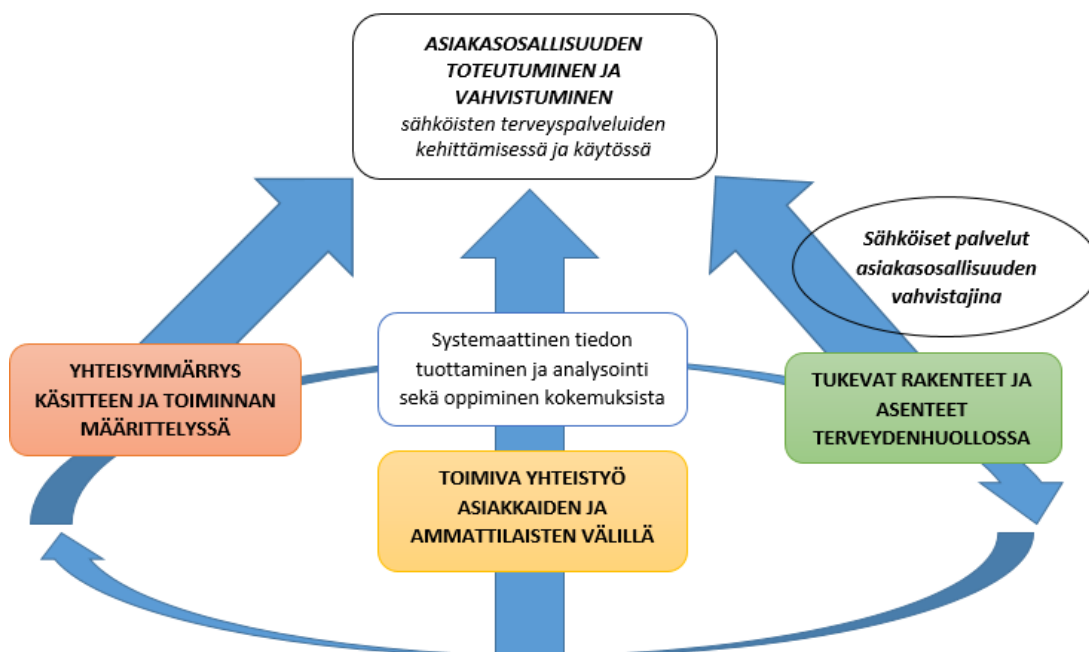 ASIAKASOSALLISUUDEN
TOTEUTUMINEN JA
VAHVISTUMINEN
sähköisten terveyspalveluiden
kehittämisessä ja käytössä
Sähköiset palvelut
asiakasosallisuuden
vahvistajina
YHTEISYMMÄRRYS
KÄSITTEEN JA TOIMINNAN
MÄÄRITTELYSSÄ
Systemaattinen tiedon
tuottaminen ja analysointi
sekä oppiminen kokemuksista
TUKEVAT RAKENTEET JA
ASENTEET
TERVEYDENHUOLLOSSA
TOIMIVA YHTEISTYÖ
ASIAKKAIDEN JA
AMMATTILAISTEN VÄLILLÄ